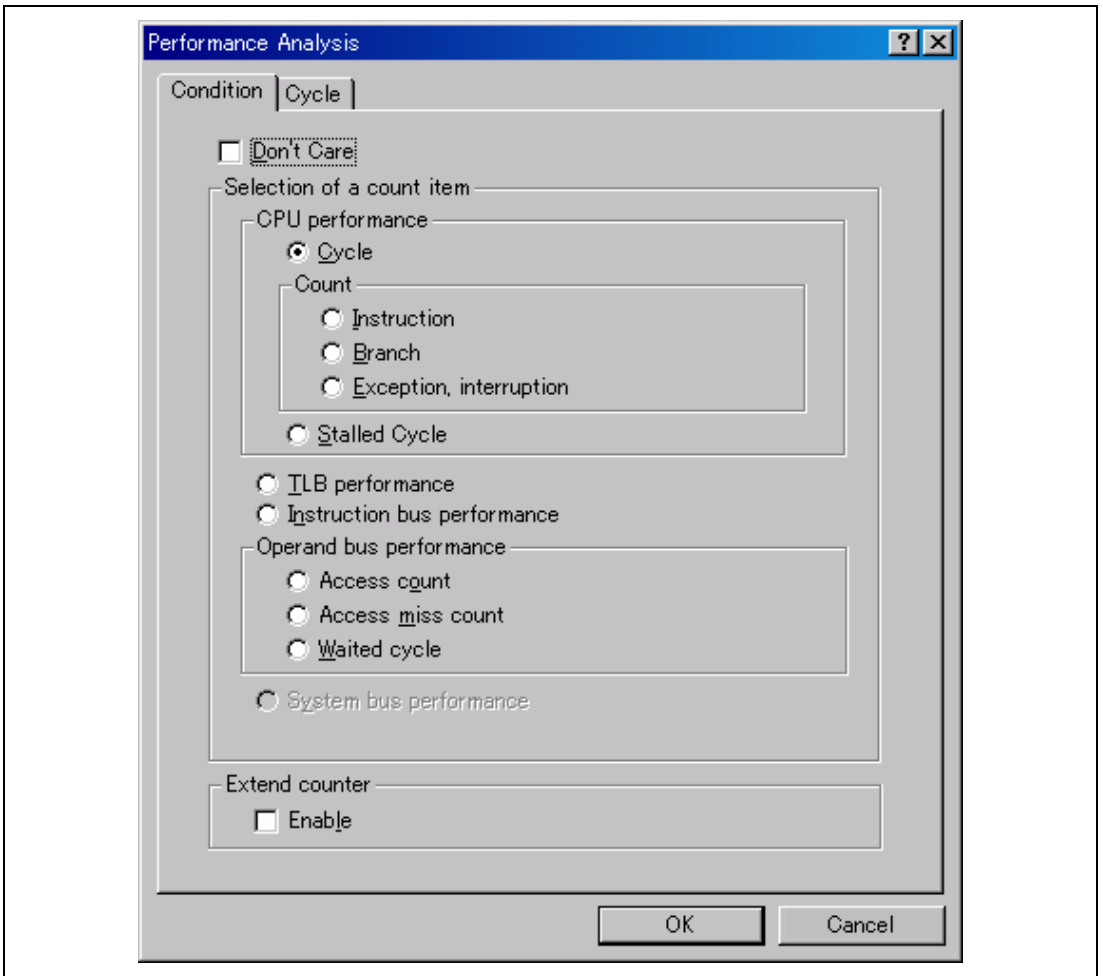 Performance Analysis
Condition Cycle
Don't Care
Selection of a count item
CPU performance
Cycle
Count
Instruction
Branch
Exception, interruption
Stalled Cycle
TLB performance
Instruction bus performance
Operand bus performance
Access count
Access miss count
Waited cycle
System bus performance
Extend counter
Enable
OK Cancel